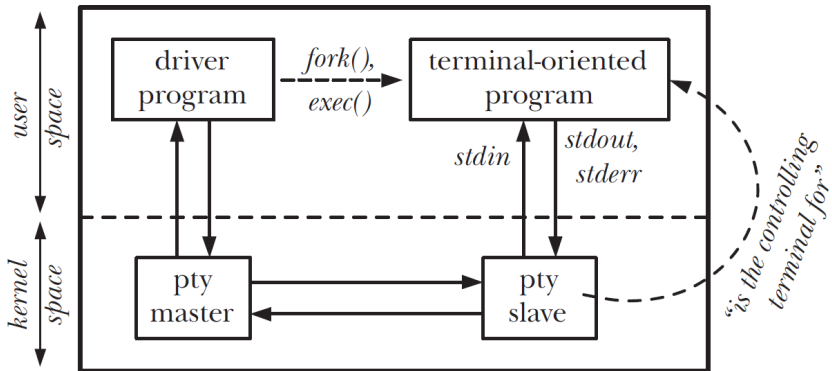 driver
program
fork(),
exec()
terminal-oriented
program
user
space
stdin
stdout,
stderr
"is the controlling
terminal for"
kernel
space
pty
master
pty
slave